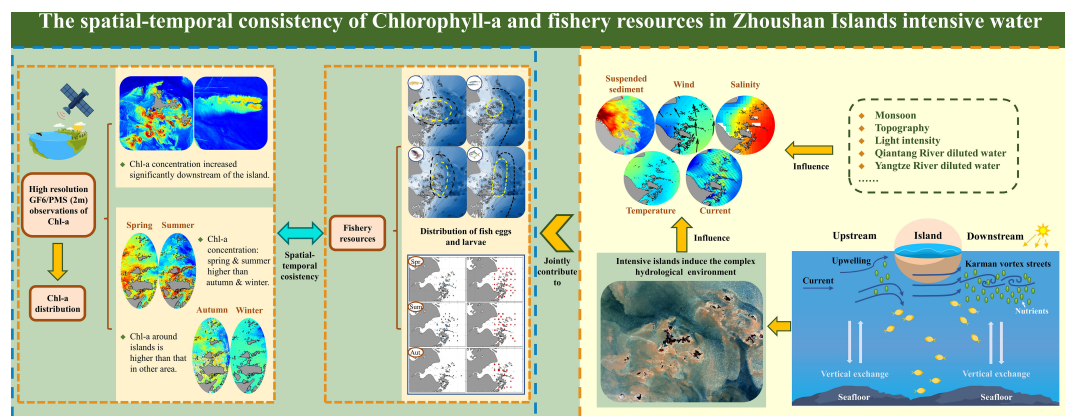 The spatial-temporal consistency of Chlorophyll-a and fishery resources in Zhoushan Islands intensive water
High resolution
GF6/PMS (2m)
observations of
Chl-a
Chl-a
distribution
Chl-a concentration increased
significantly downstream of the island.
Spring
Summer
Chl-a
concentration:
spring & summer
higher than
autumn & winter.
Autumn
Winter
Chl-a around
islands is
higher than that
in other area.
Spatial-
temporal
cosistency
Fishery
resources
Distribution of fish eggs
and larvae
Spr
Sum
Aut
Jointly
contribute
to
Suspended
sediment
Wind
Salinity
Temperature
Current
Influence
Monsoon
Topography
Light intensity
Qiantang River diluted water
Yangtze River diluted water
......
Influence
Intensive islands induce the complex
hydrological environment
Upstream
Island
Downstream
Upwelling
Karman vortex streets
Current
Nutrients
Vertical exchange
Vertical exchange
Seafloor
Seafloor